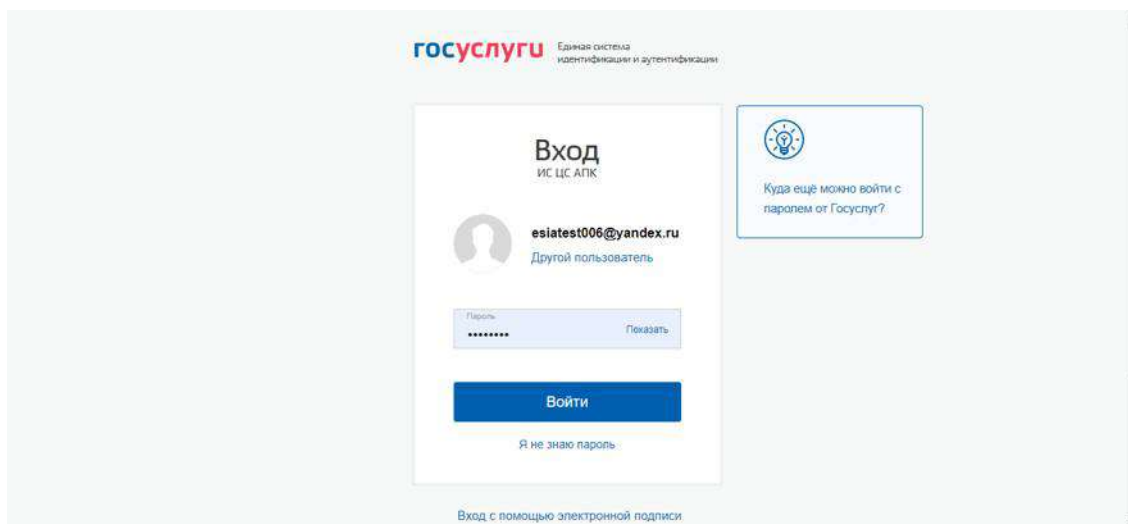 госуслуги
Единая система
идентификации и аутентификации
Вход
ИС ЦС АПК
esiatest006@yandex.ru
Другой пользователь
Пароль
••••••••
Показать
Войти
Я не знаю пароль
Куда ещё можно войти с
паролем от Госуслуг?
Вход с помощью электронной подписи